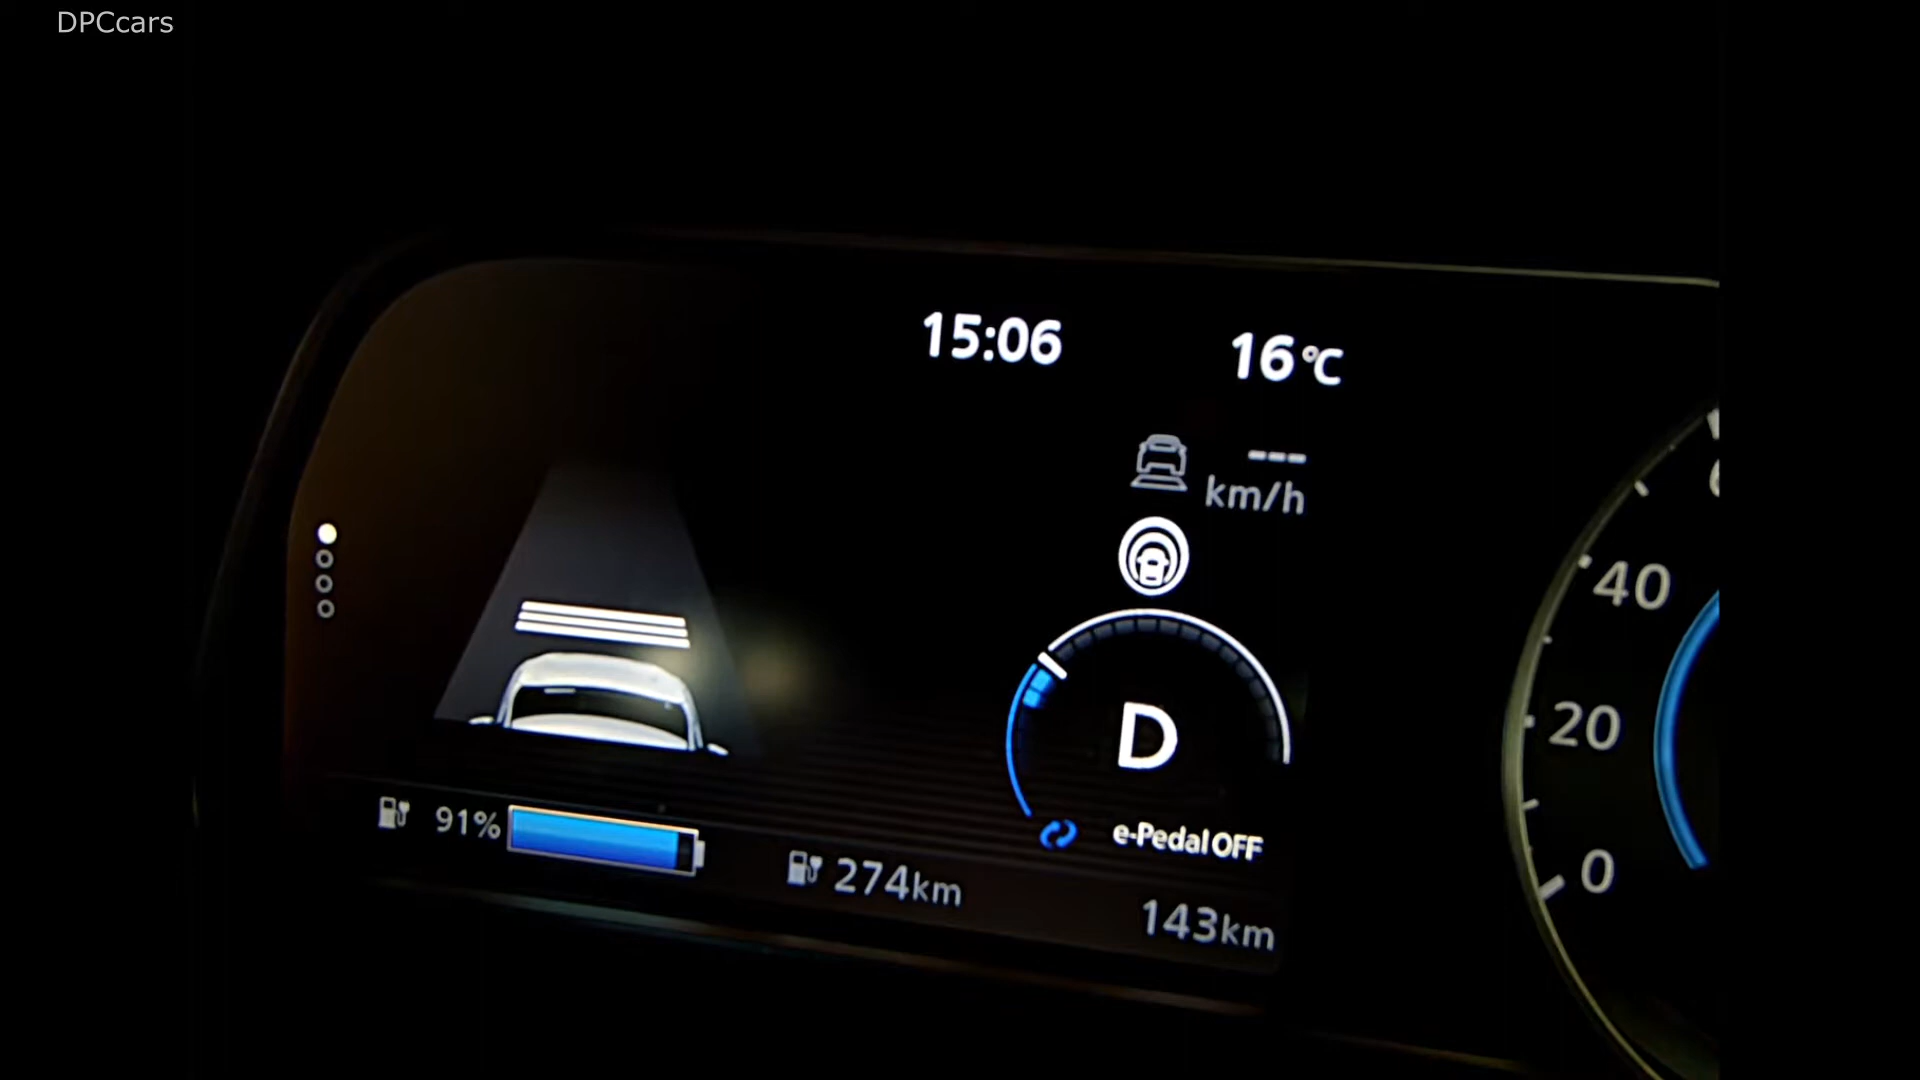 DPCcars
15:06
16°C
---
km/h
D
e-Pedal OFF
91%
274km
143km
40
20
0